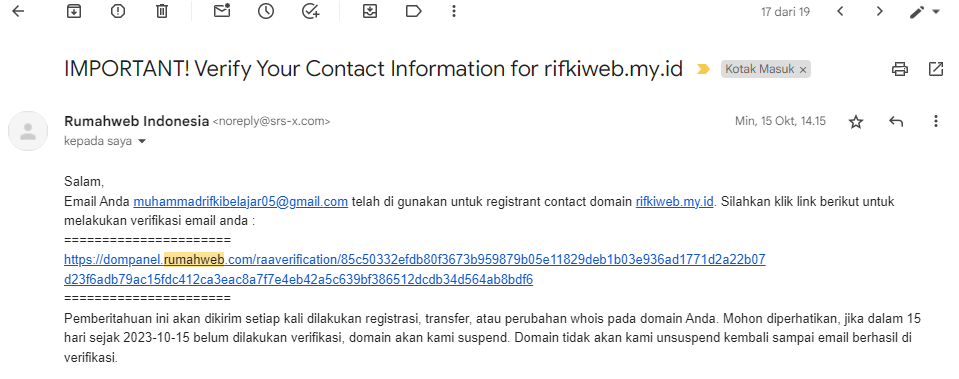 17 dari 19
IMPORTANT! Verify Your Contact Information for rifkiweb.my.id Kotak Masuk ×
Rumahweb Indonesia <noreply@srs-x.com> Min, 15 Okt, 14.15
kepada saya
Salam,
Email Anda muhammadrifkibelajar05@gmail.com telah di gunakan untuk registrant contact domain rifkiweb.my.id. Silahkan klik link berikut untuk
melakukan verifikasi email anda :
======================
https://dompanel.rumahweb.com/raaverification/85c50332efdb80f3673b959879b05e11829deb1b03e936ad1771d2a22b07
d23f6adb79ac15fdc412ca3eac8a7f7e4eb42a5c639bf386512dcdb34d564ab8bdf6
======================
Pemberitahuan ini akan dikirim setiap kali dilakukan registrasi, transfer, atau perubahan whois pada domain Anda. Mohon diperhatikan, jika dalam 15
hari sejak 2023-10-15 belum dilakukan verifikasi, domain akan kami suspend. Domain tidak akan kami unsuspend kembali sampai email berhasil di
verifikasi.